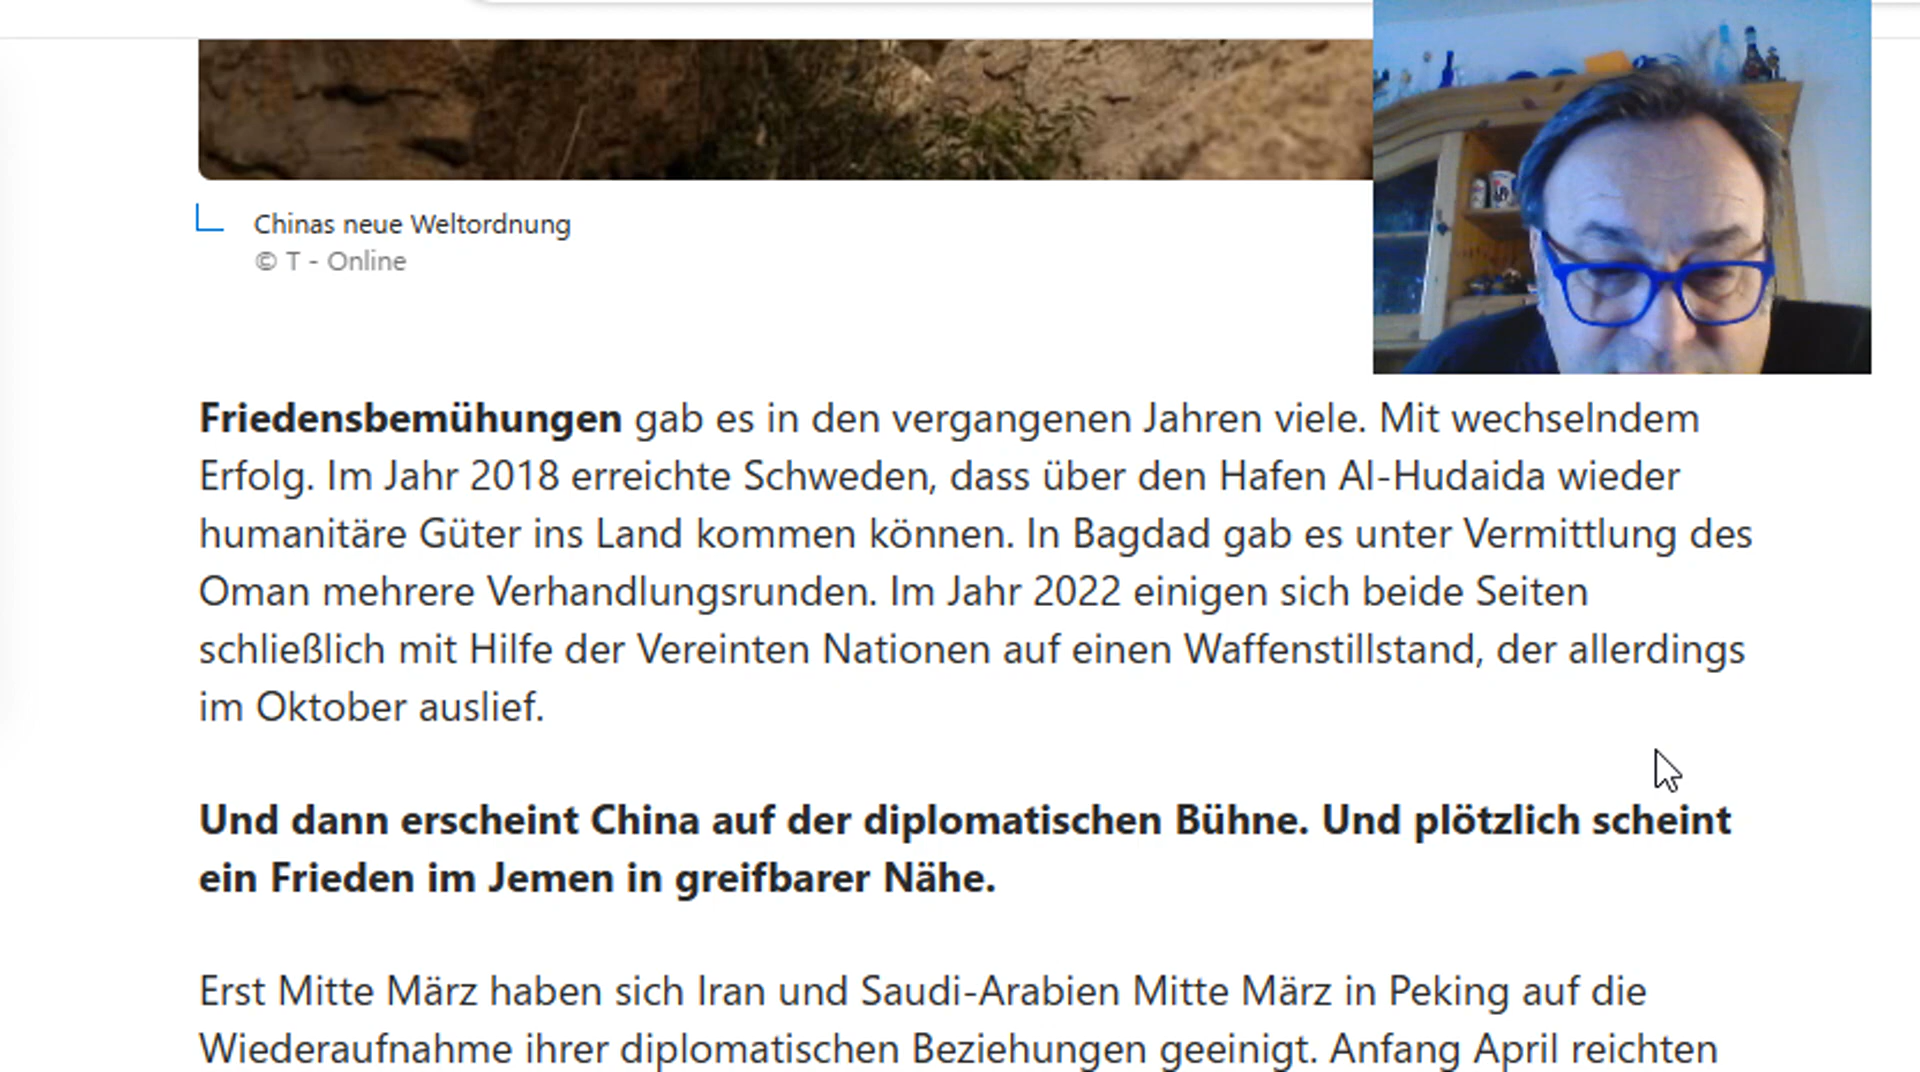 Chinas neue Weltordnung
© T - Online
Friedensbemühungen gab es in den vergangenen Jahren viele. Mit wechselndem
Erfolg. Im Jahr 2018 erreichte Schweden, dass über den Hafen Al-Hudaida wieder
humanitäre Güter ins Land kommen können. In Bagdad gab es unter Vermittlung des
Oman mehrere Verhandlungsrunden. Im Jahr 2022 einigen sich beide Seiten
schließlich mit Hilfe der Vereinten Nationen auf einen Waffenstillstand, der allerdings
im Oktober auslief.
Und dann erscheint China auf der diplomatischen Bühne. Und plötzlich scheint
ein Frieden im Jemen in greifbarer Nähe.
Erst Mitte März haben sich Iran und Saudi-Arabien Mitte März in Peking auf die
Wiederaufnahme ihrer diplomatischen Beziehungen geeinigt. Anfang April reichten